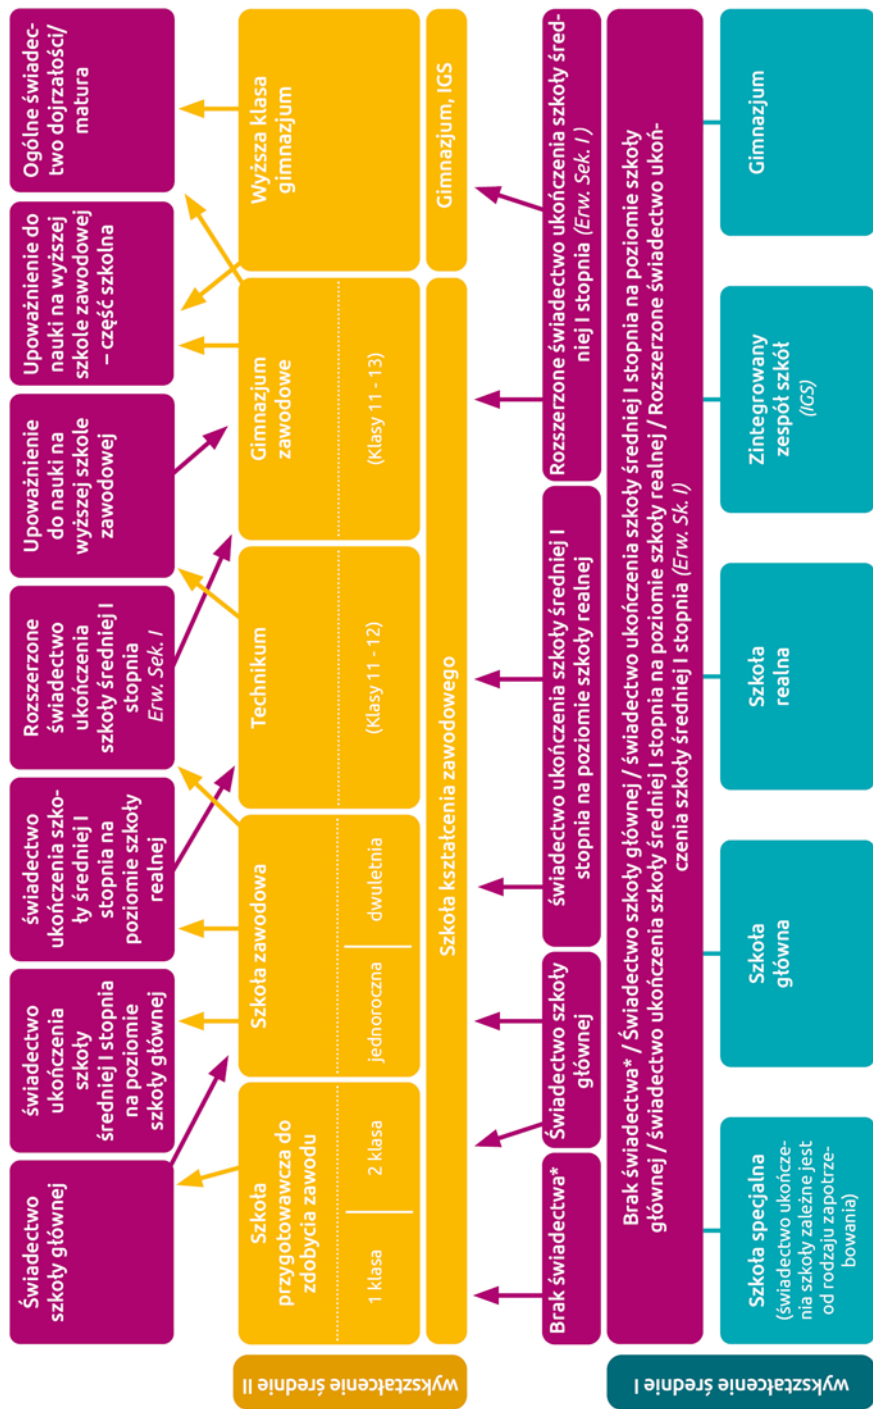 Świadectwo
szkoły głównej
świadectwo
ukończenia
szkoły
średniej I stopnia
na poziomie
szkoły głównej
świadectwo
ukończenia szko-
ły średniej I
stopnia na
poziomie szkoły
realnej
Rozszerzone
świadectwo
ukończenia
szkoły średniej I
stopnia
Erw. Sek. I
Upoważnienie
do nauki na
wyższej szkole
zawodowej
Upoważnienie do
nauki na wyższej
szkole zawodowej
– część szkolna
Ogólne świadec-
two dojrzałości/
matura
wykształcenie średnie II
Szkoła
przygotowawcza do
zdobycia zawodu
1 klasa
2 klasa
Szkoła zawodowa
jednoroczna
dwuletnia
Technikum
(Klasy 11 - 12)
Gimnazjum
zawodowe
(Klasy 11 - 13)
Wyższa klasa
gimnazjum
Szkoła kształcenia zawodowego
Gimnazjum, IGS
Brak świadectwa*
Świadectwo szkoły
głównej
świadectwo ukończenia szkoły średniej I
stopnia na poziomie szkoły realnej
Rozszerzone świadectwo ukończenia szkoły śred-
niej I stopnia (Erw. Sek. I )
Brak świadectwa* / Świadectwo szkoły głównej / świadectwo ukończenia szkoły średniej I stopnia na poziomie szkoły
głównej / świadectwo ukończenia szkoły średniej I stopnia na poziomie szkoły realnej / Rozszerzone świadectwo ukoń-
czenia szkoły średniej I stopnia (Erw. Sk. I)
wykształcenie średnie I
Szkoła specjalna
(świadectwo ukończe-
nia szkoły zależne jest
od rodzaju zapotrze-
bowania)
Szkoła
główna
Szkoła
realna
Zintegrowany
zespół szkół
(IGS)
Gimnazjum